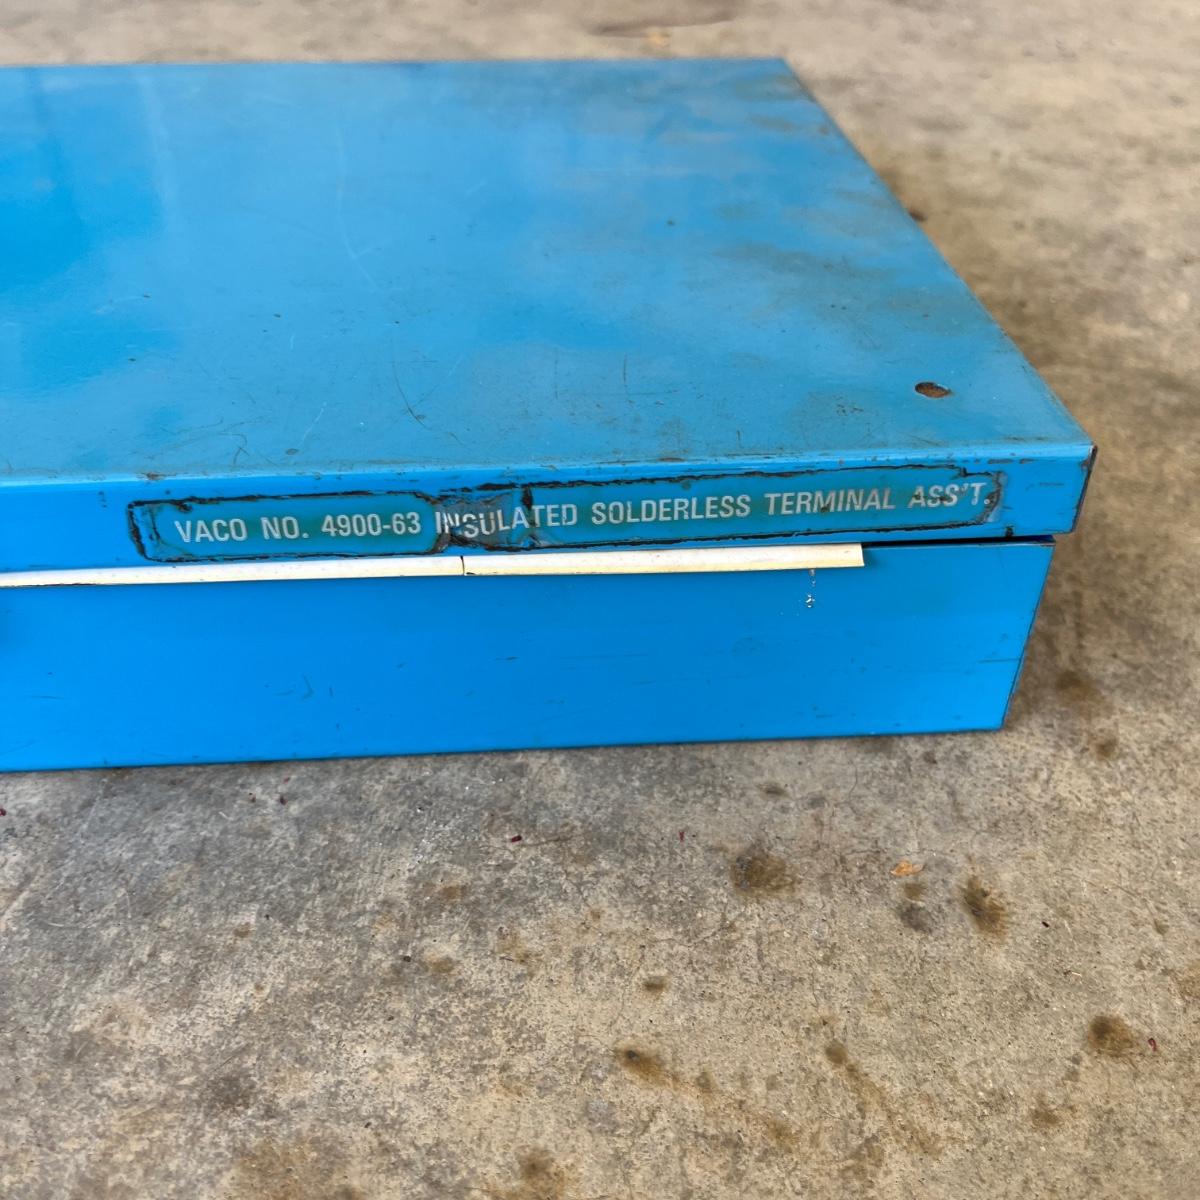 VACO NO. 4900-63 INSULATED SOLDERLESS TERMINAL ASS'T.